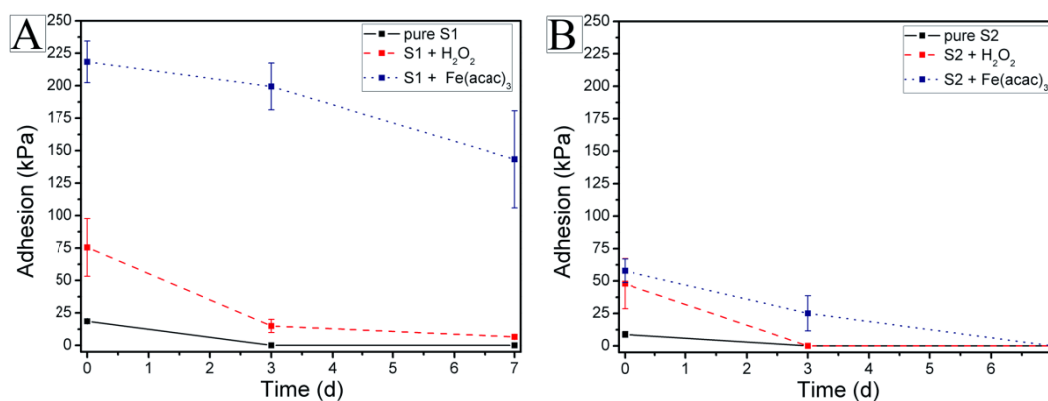 A
250
225
200
175
150
125
100
75
50
25
0
Adhesion (kPa)
pure S1
S1 + H₂O₂
S1 + Fe(acac)₃
0 1 2 3 4 5 6 7
Time (d)
B
250
225
200
175
150
125
100
75
50
25
0
Adhesion (kPa)
pure S2
S2 + H₂O₂
S2 + Fe(acac)₃
0 1 2 3 4 5 6
Time (d)